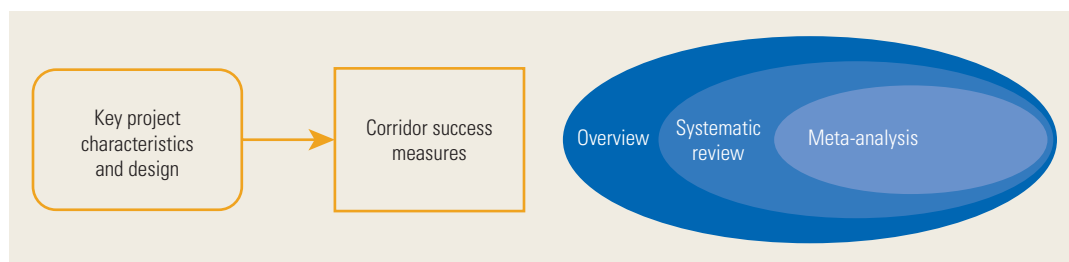 Key project
characteristics
and design
Corridor success
measures
Overview
Systematic
review
Meta-analysis